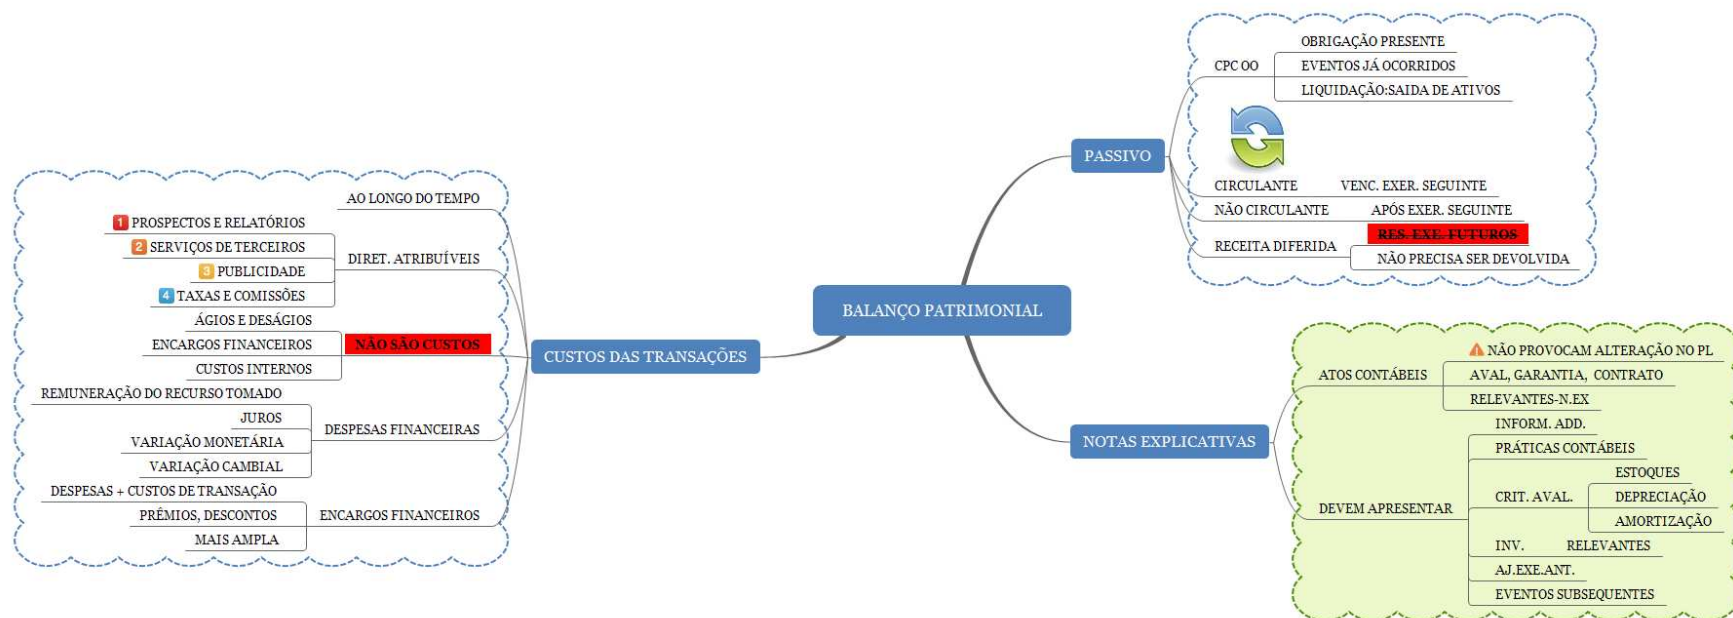 BALANÇO PATRIMONIAL
PASSIVO
CPC OO
OBRIGAÇÃO PRESENTE
EVENTOS JÁ OCORRIDOS
LIQUIDAÇÃO:SAIDA DE ATIVOS
CIRCULANTE
VENC. EXER. SEGUINTE
NÃO CIRCULANTE
APÓS EXER. SEGUINTE
RECEITA DIFERIDA
RES. EXE. FUTUROS
NÃO PRECISA SER DEVOLVIDA
NOTAS EXPLICATIVAS
ATOS CONTÁBEIS
NÃO PROVOCAM ALTERAÇÃO NO PL
AVAL, GARANTIA, CONTRATO
RELEVANTES-N.EX
DEVEM APRESENTAR
INFORM. ADD.
PRÁTICAS CONTÁBEIS
CRIT. AVAL.
ESTOQUES
DEPRECIAÇÃO
AMORTIZAÇÃO
INV.
RELEVANTES
AJ.EXE.ANT.
EVENTOS SUBSEQUENTES
CUSTOS DAS TRANSAÇÕES
AO LONGO DO TEMPO
DIRET. ATRIBUÍVEIS
1 PROSPECTOS E RELATÓRIOS
2 SERVIÇOS DE TERCEIROS
3 PUBLICIDADE
4 TAXAS E COMISSÕES
NÃO SÃO CUSTOS
ÁGIOS E DESÁGIOS
ENCARGOS FINANCEIROS
CUSTOS INTERNOS
DESPESAS FINANCEIRAS
REMUNERAÇÃO DO RECURSO TOMADO
JUROS
VARIAÇÃO MONETÁRIA
VARIAÇÃO CAMBIAL
ENCARGOS FINANCEIROS
DESPESAS + CUSTOS DE TRANSAÇÃO
PRÊMIOS, DESCONTOS
MAIS AMPLA